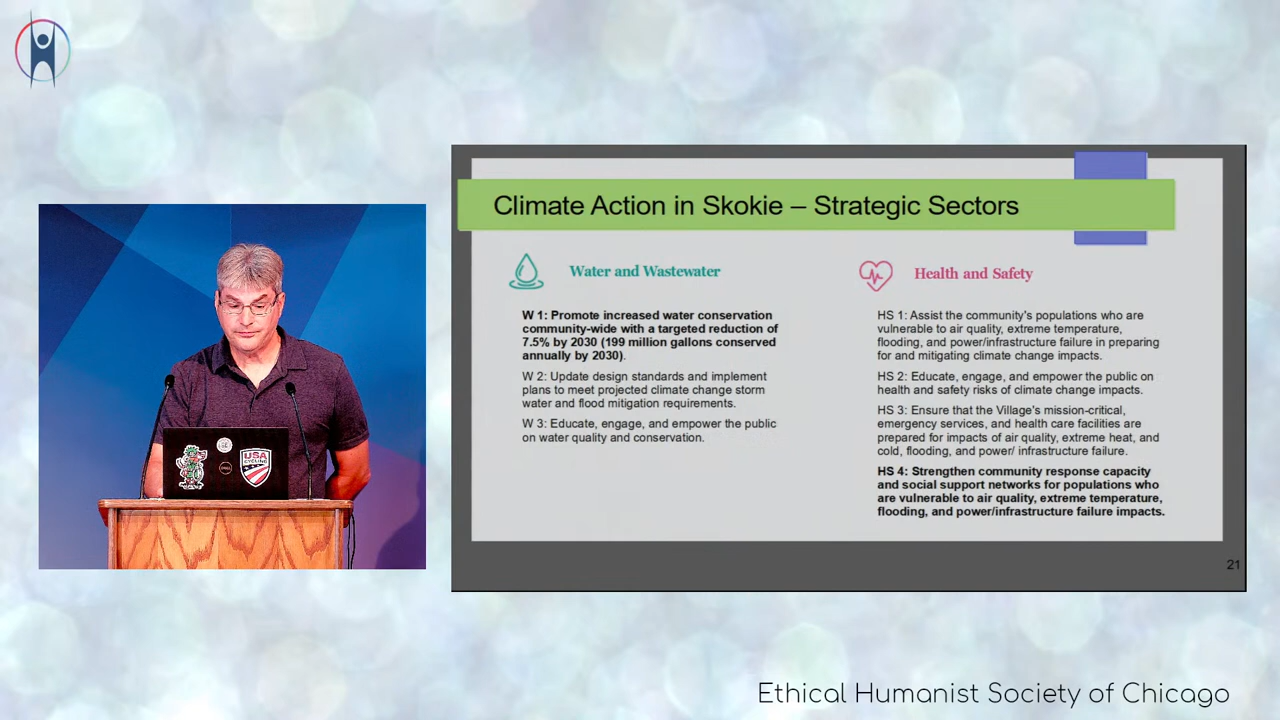 Climate Action in Skokie – Strategic Sectors
Water and Wastewater
W 1: Promote increased water conservation
community-wide with a targeted reduction of
7.5% by 2030 (199 million gallons conserved
annually by 2030).
W 2: Update design standards and implement
plans to meet projected climate change storm
water and flood mitigation requirements.
W 3: Educate, engage, and empower the public
on water quality and conservation.
Health and Safety
HS 1: Assist the community's populations who are
vulnerable to air quality, extreme temperature,
flooding, and power/infrastructure failure in preparing
for and mitigating climate change impacts.
HS 2: Educate, engage, and empower the public on
health and safety risks of climate change impacts.
HS 3: Ensure that the Village's mission-critical,
emergency services, and health care facilities are
prepared for impacts of air quality, extreme heat, and
cold, flooding, and power/ infrastructure failure.
HS 4: Strengthen community response capacity
and social support networks for populations who
are vulnerable to air quality, extreme temperature,
flooding, and power/infrastructure failure impacts.
21
USA
CYCLING
Ethical Humanist Society of Chicago